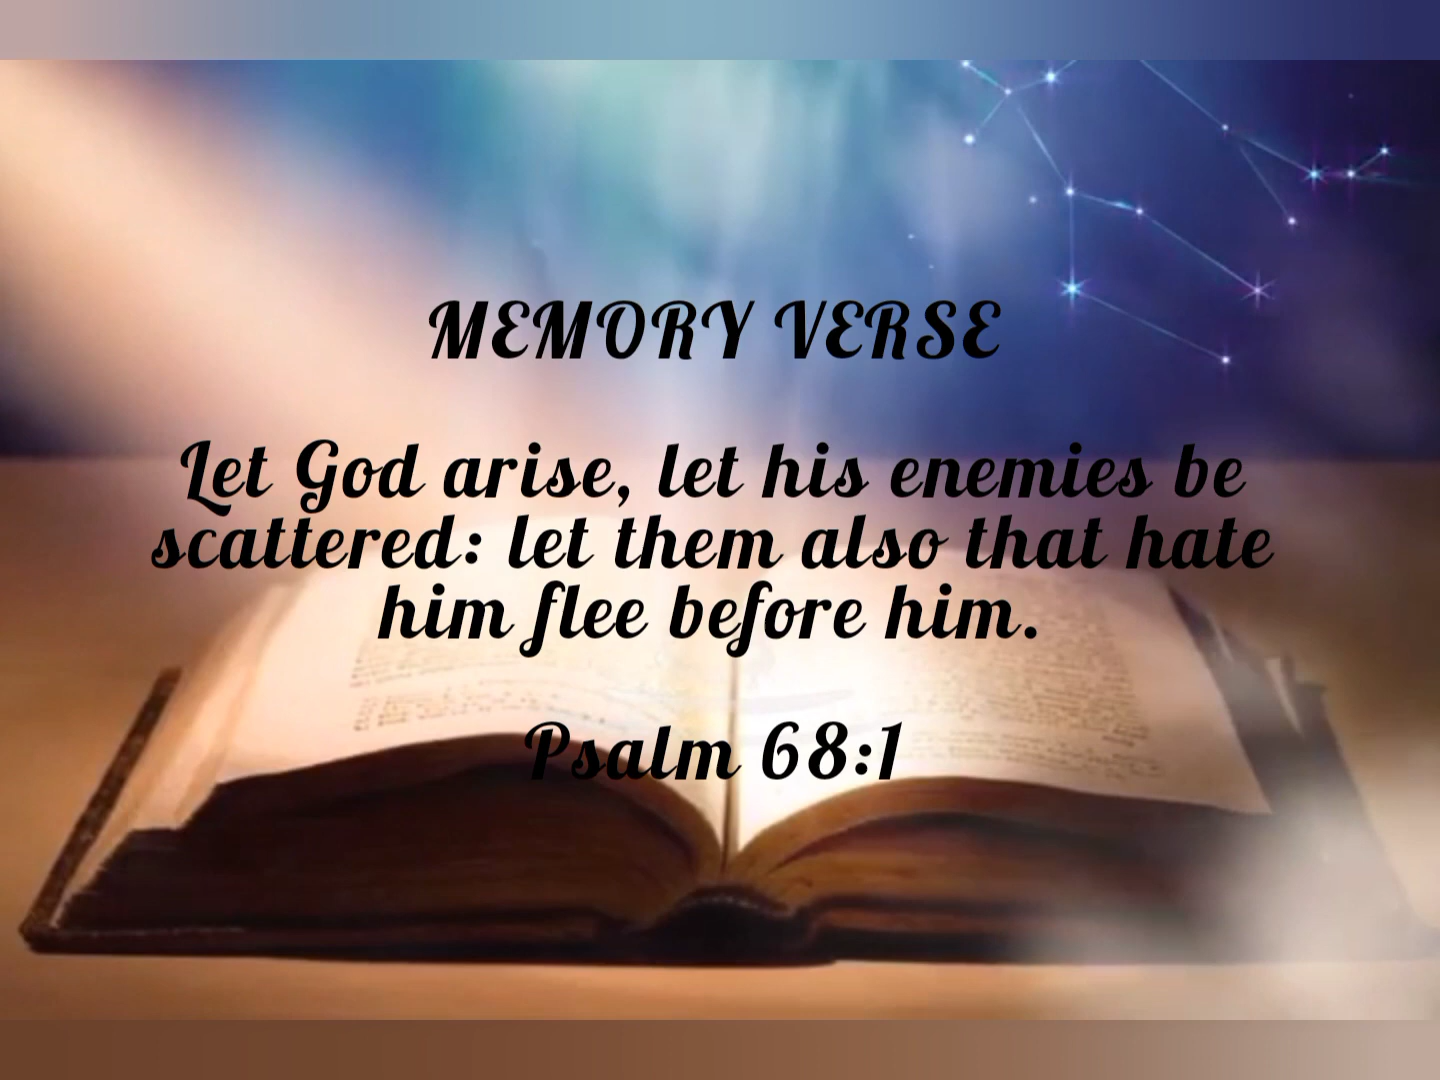 MEMORY VERSE
Let God arise, let his enemies be
scattered: let them also that hate
him flee before him.
Psalm 68:1